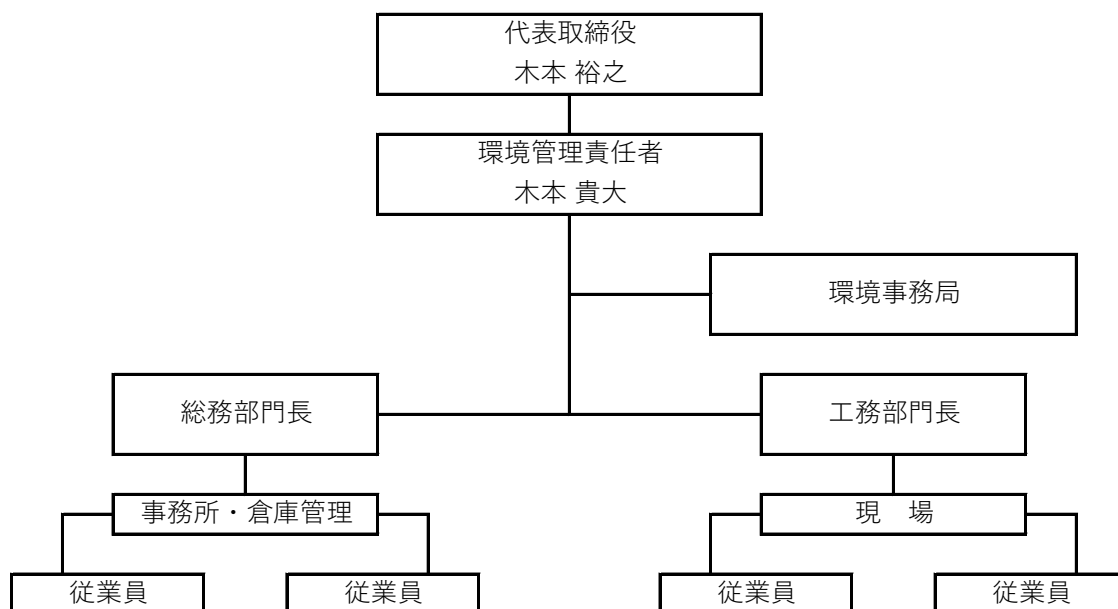 代表取締役
木本 裕之
環境管理責任者
木本 貴大
環境事務局
総務部門長
工務部門長
事務所・倉庫管理
現　場
従業員
従業員
従業員
従業員